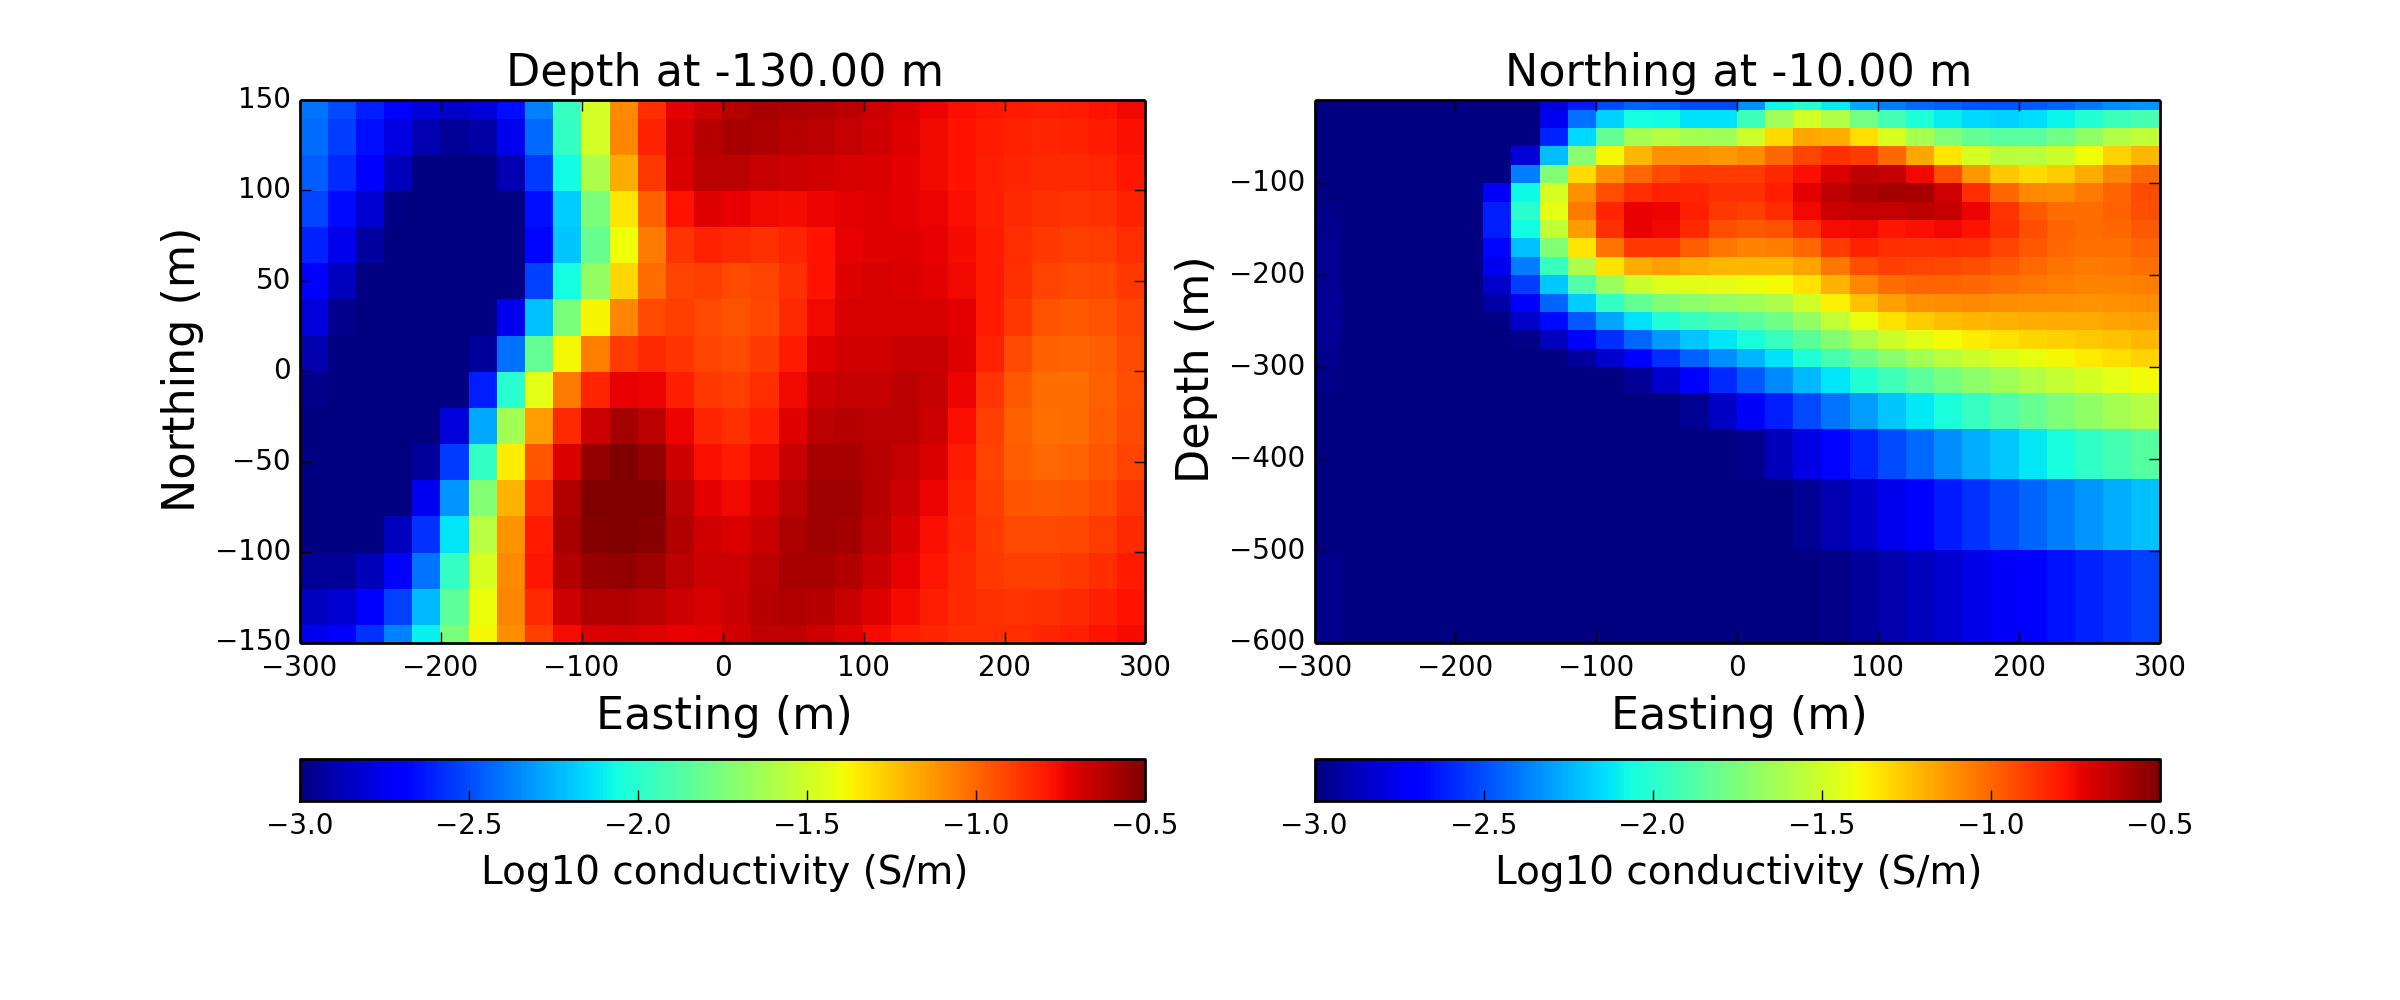 Depth at -130.00 m
150
100
50
0
−50
−100
−150
Northing (m)
−300 −200 −100 0 100 200 300
Easting (m)
−3.0 −2.5 −2.0 −1.5 −1.0 −0.5
Log10 conductivity (S/m)
Northing at -10.00 m
−100
−200
−300
−400
−500
−600
Depth (m)
−300 −200 −100 0 100 200 300
Easting (m)
−3.0 −2.5 −2.0 −1.5 −1.0 −0.5
Log10 conductivity (S/m)